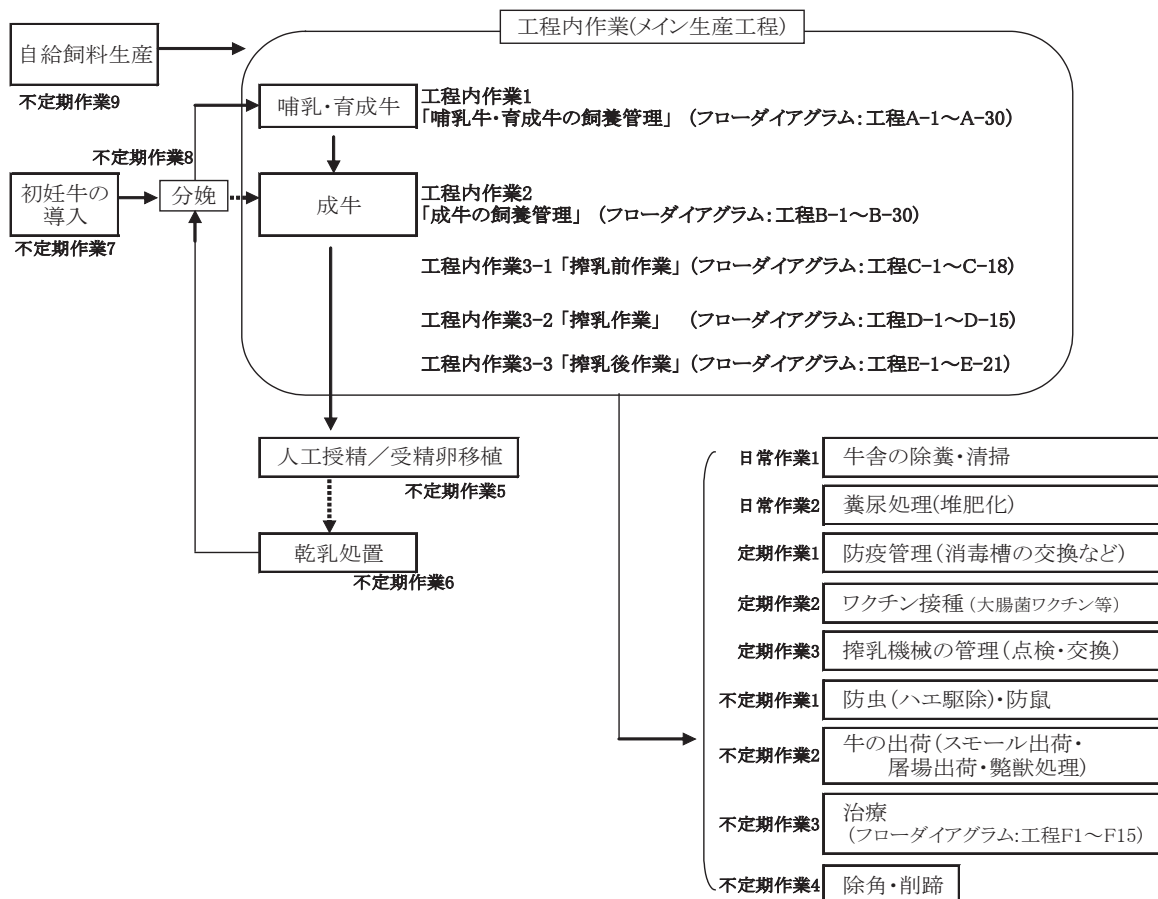 工程内作業(メイン生産工程)
自給飼料生産
不定期作業9
哺乳・育成牛
工程内作業1
「哺乳牛・育成牛の飼養管理」 (フローダイアグラム:工程A-1~A-30)
不定期作業8
初妊牛の
導入
不定期作業7
分娩
成牛
工程内作業2
「成牛の飼養管理」 (フローダイアグラム:工程B-1~B-30)
工程内作業3-1「搾乳前作業」 (フローダイアグラム:工程C-1~C-18)
工程内作業3-2「搾乳作業」 (フローダイアグラム:工程D-1~D-15)
工程内作業3-3「搾乳後作業」 (フローダイアグラム:工程E-1~E-21)
人工授精/受精卵移植
不定期作業5
乾乳処置
不定期作業6
日常作業1 牛舎の除糞・清掃
日常作業2 糞尿処理(堆肥化)
定期作業1 防疫管理(消毒槽の交換など)
定期作業2 ワクチン接種(大腸菌ワクチン等)
定期作業3 搾乳機械の管理(点検・交換)
不定期作業1 防虫(ハエ駆除)・防鼠
不定期作業2 牛の出荷(スモール出荷・
屠場出荷・斃獣処理)
不定期作業3 治療
(フローダイアグラム:工程F1~F15)
不定期作業4 除角・削蹄